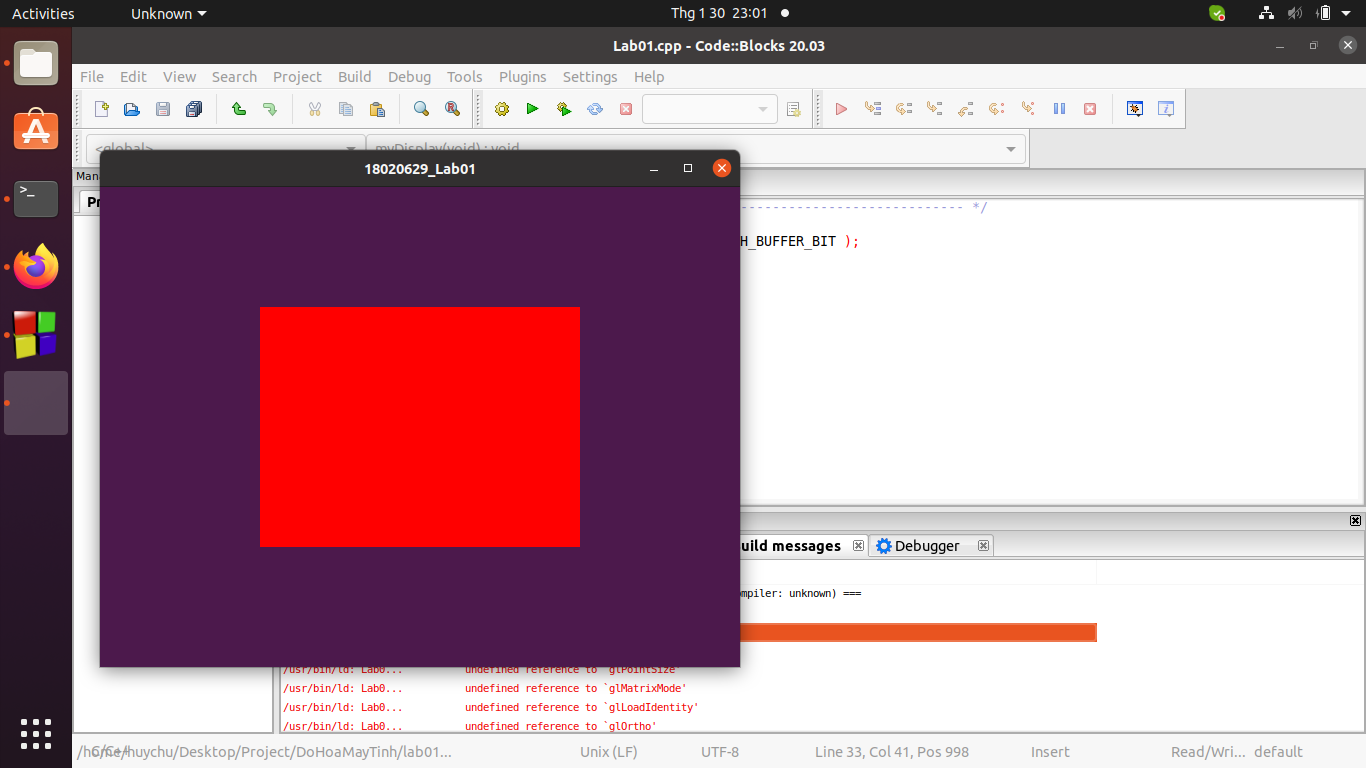 Activities
Unknown
Thg 1 30 23:01
Lab01.cpp - Code::Blocks 20.03
File Edit View Search Project Build Debug Tools Plugins Settings Help
<global>
myDisplay(void) : void
18020629_Lab01
Man
Pr
---------------------------- */
H_BUFFER_BIT );
uild messages
Debugger
ompiler: unknown) ===
/usr/bin/ld: Lab0... undefined reference to `glPointSize'
/usr/bin/ld: Lab0... undefined reference to `glMatrixMode'
/usr/bin/ld: Lab0... undefined reference to `glLoadIdentity'
/usr/bin/ld: Lab0... undefined reference to `glOrtho'
/home/huychu/Desktop/Project/DoHoaMayTinh/lab01... C/C++ Unix (LF) UTF-8 Line 33, Col 41, Pos 998 Insert Read/Wri... default